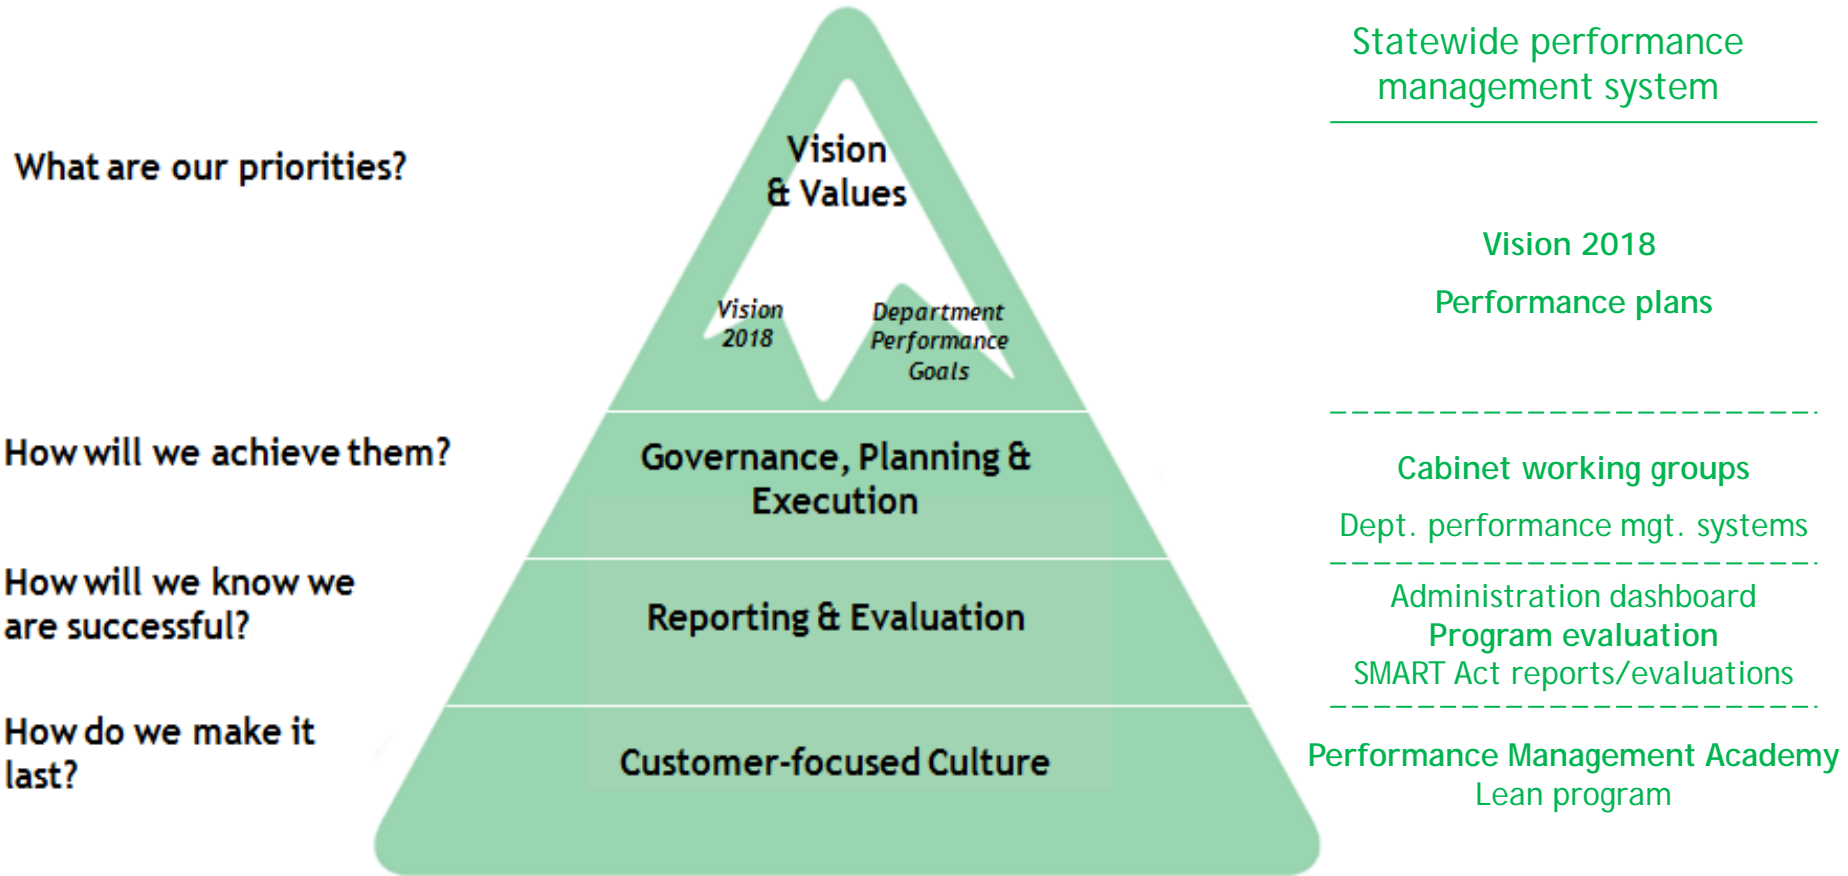 Statewide performance
management system
What are our priorities?
Vision
& Values
Vision 2018
Performance plans
Vision
2018
Department
Performance
Goals
How will we achieve them?
Governance, Planning &
Execution
Cabinet working groups
Dept. performance mgt. systems
How will we know we
are successful?
Reporting & Evaluation
Administration dashboard
Program evaluation
SMART Act reports/evaluations
How do we make it
last?
Customer-focused Culture
Performance Management Academy
Lean program